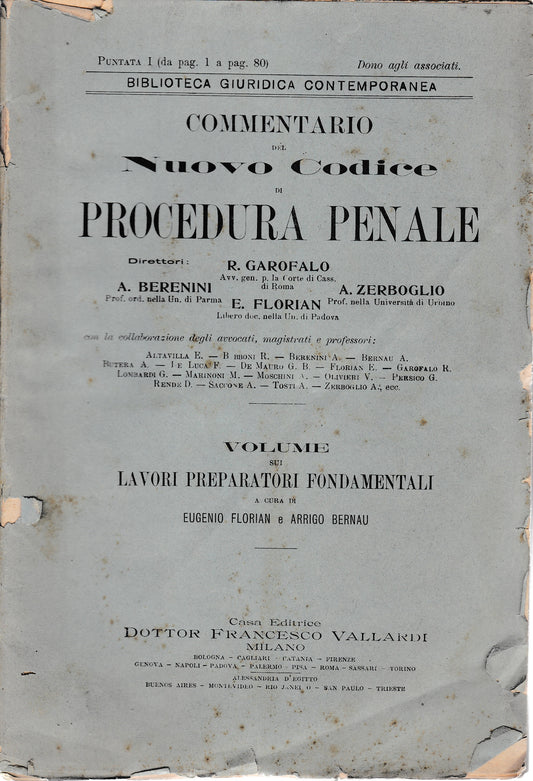 PUNTATA I (da pag. 1 a pag. 80) Dono agli associati.
BIBLIOTECA GIURIDICA CONTEMPORANEA
COMMENTARIO
DEL
Nuovo Codice
DI
PROCEDURA PENALE
Direttori:
R. GAROFALO
Avv. gen. p. la Corte di Cass.
di Roma
A. BERENINI
Prof. ord. nella Un. di Parma
A. ZERBOGLIO
Prof. nella Università di Urbino
E. FLORIAN
Libero doc. nella Un. di Padova
con la collaborazione degli avvocati, magistrati e professori:
ALTAVILLA E. — BIBBONI R. — BERENINI A. — BERNAU A.
BUTERA A. — DE LUCA F. — DE MAURO G. B. — FLORIAN E. — GAROFALO R.
LOMBARDI G. — MARINONI M. — MOSCHINI A. — OLIVIERI V. — PERSICO G.
RENDE D. — SACCONE A. — TOSTI A. — ZERBOGLIO A., ecc.
VOLUME
SUI
LAVORI PREPARATORI FONDAMENTALI
A CURA DI
EUGENIO FLORIAN e ARRIGO BERNAU
Casa Editrice
DOTTOR FRANCESCO VALLARDI
MILANO
BOLOGNA – CAGLIARI – CATANIA – FIRENZE
GENOVA – NAPOLI – PADOVA – PALERMO – PISA – ROMA – SASSARI – TORINO
ALESSANDRIA D'EGITTO
BUENOS AIRES – MONTEVIDEO – RIO JANEIRO – SAN PAULO – TRIESTE